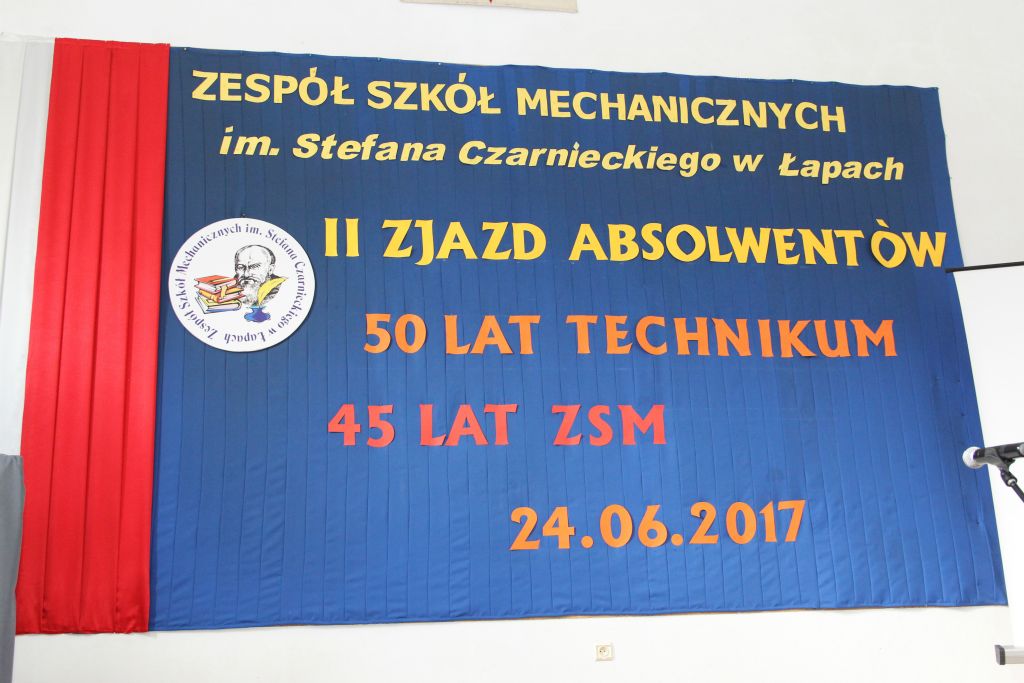 ZESPÓŁ SZKÓŁ MECHANICZNYCH
im. Stefana Czarnieckiego w Łapach
II ZJAZD ABSOLWENTÒW
50 LAT TECHNIKUM
45 LAT ZSM
24.06.2017
Zespół Szkół Mechanicznych im. Stefana Czarnieckiego w Łapach